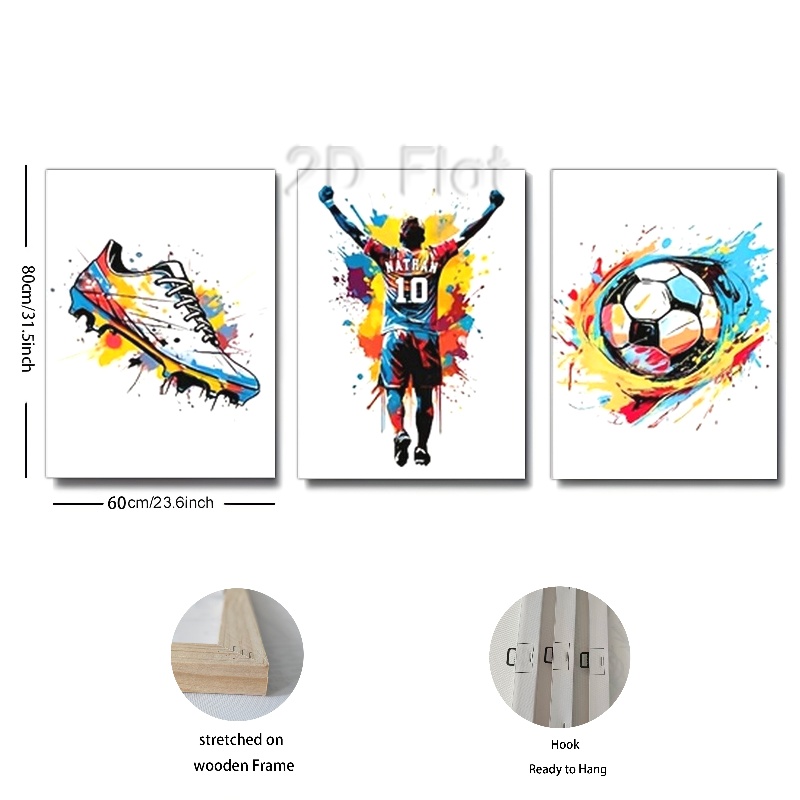 2D Flat
80cm/31.5inch
NATHAN
10
60cm/23.6inch
stretched on
wooden Frame
Hook
Ready to Hang